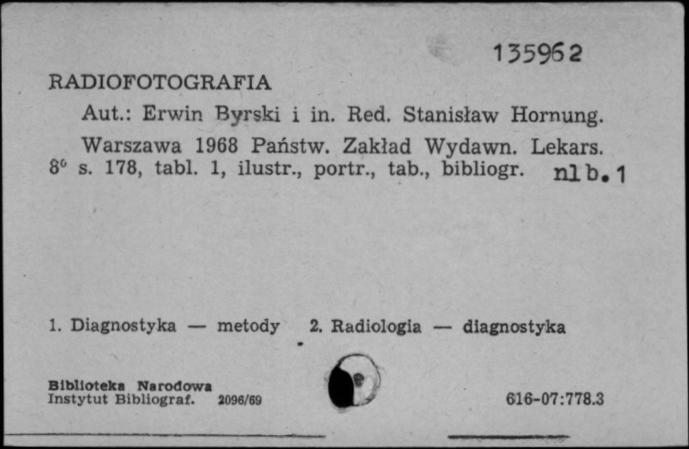 135962
RADIOFOTOGRAFIA
Aut.: Erwin Byrski i in. Red. Stanisław Hornung.
Warszawa 1968 Państw. Zakład Wydawn. Lekars.
8° s. 178, tabl. 1, ilustr., portr., tab., bibliogr. nlb.1
1. Diagnostyka — metody 2. Radiologia — diagnostyka
Biblioteka Narodowa
Instytut Bibliograf. 2096/69 616-07:778.3